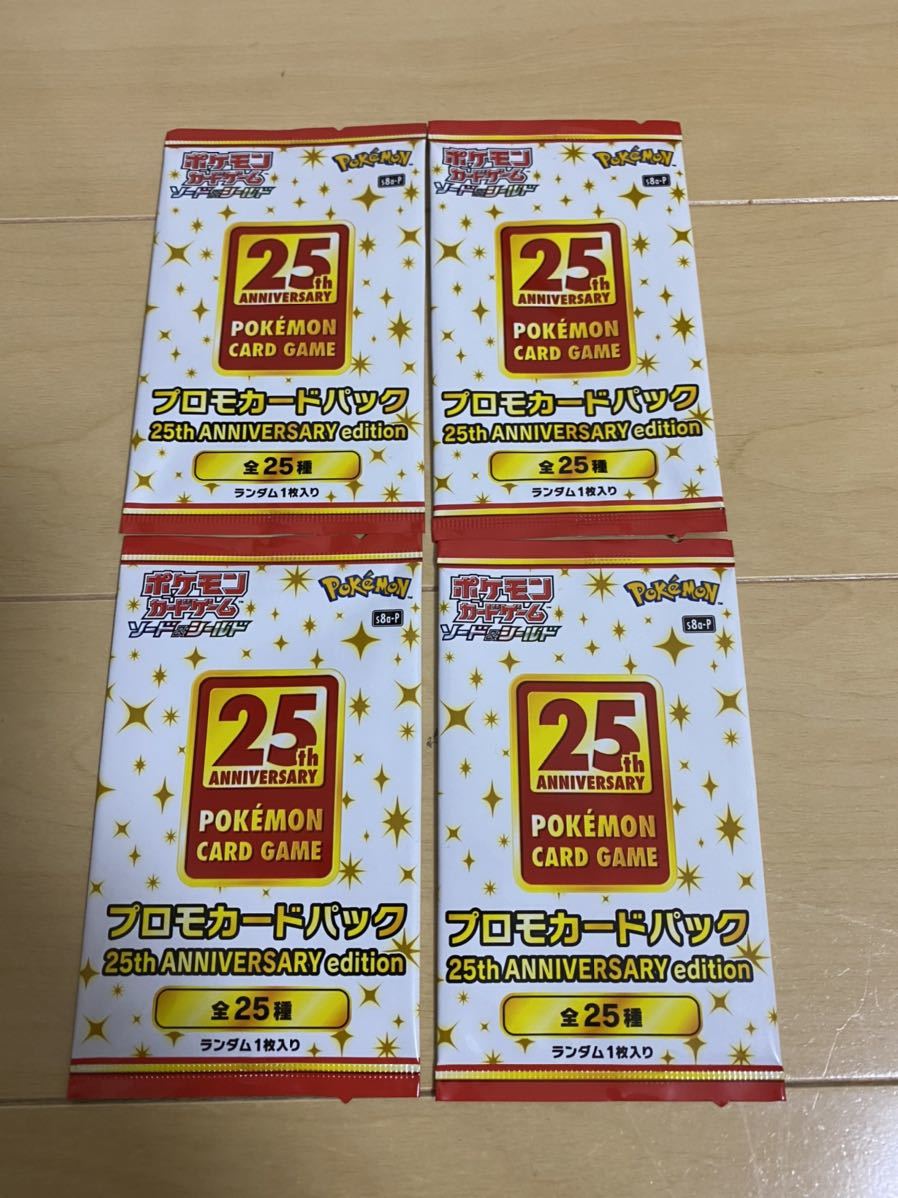 ポケモン
カードゲーム
ソード&シールド
Pokémon
s8a-P
25th
ANNIVERSARY
POKÉMON
CARD GAME
プロモカードパック
25th ANNIVERSARY edition
全25種
ランダム1枚入り
ポケモン
カードゲーム
ソード&シールド
Pokémon
s8a-P
25th
ANNIVERSARY
POKÉMON
CARD GAME
プロモカードパック
25th ANNIVERSARY edition
全25種
ランダム1枚入り
ポケモン
カードゲーム
ソード&シールド
Pokémon
s8a-P
25th
ANNIVERSARY
POKÉMON
CARD GAME
プロモカードパック
25th ANNIVERSARY edition
全25種
ランダム1枚入り
ポケモン
カードゲーム
ソード&シールド
Pokémon
s8a-P
25th
ANNIVERSARY
POKÉMON
CARD GAME
プロモカードパック
25th ANNIVERSARY edition
全25種
ランダム1枚入り